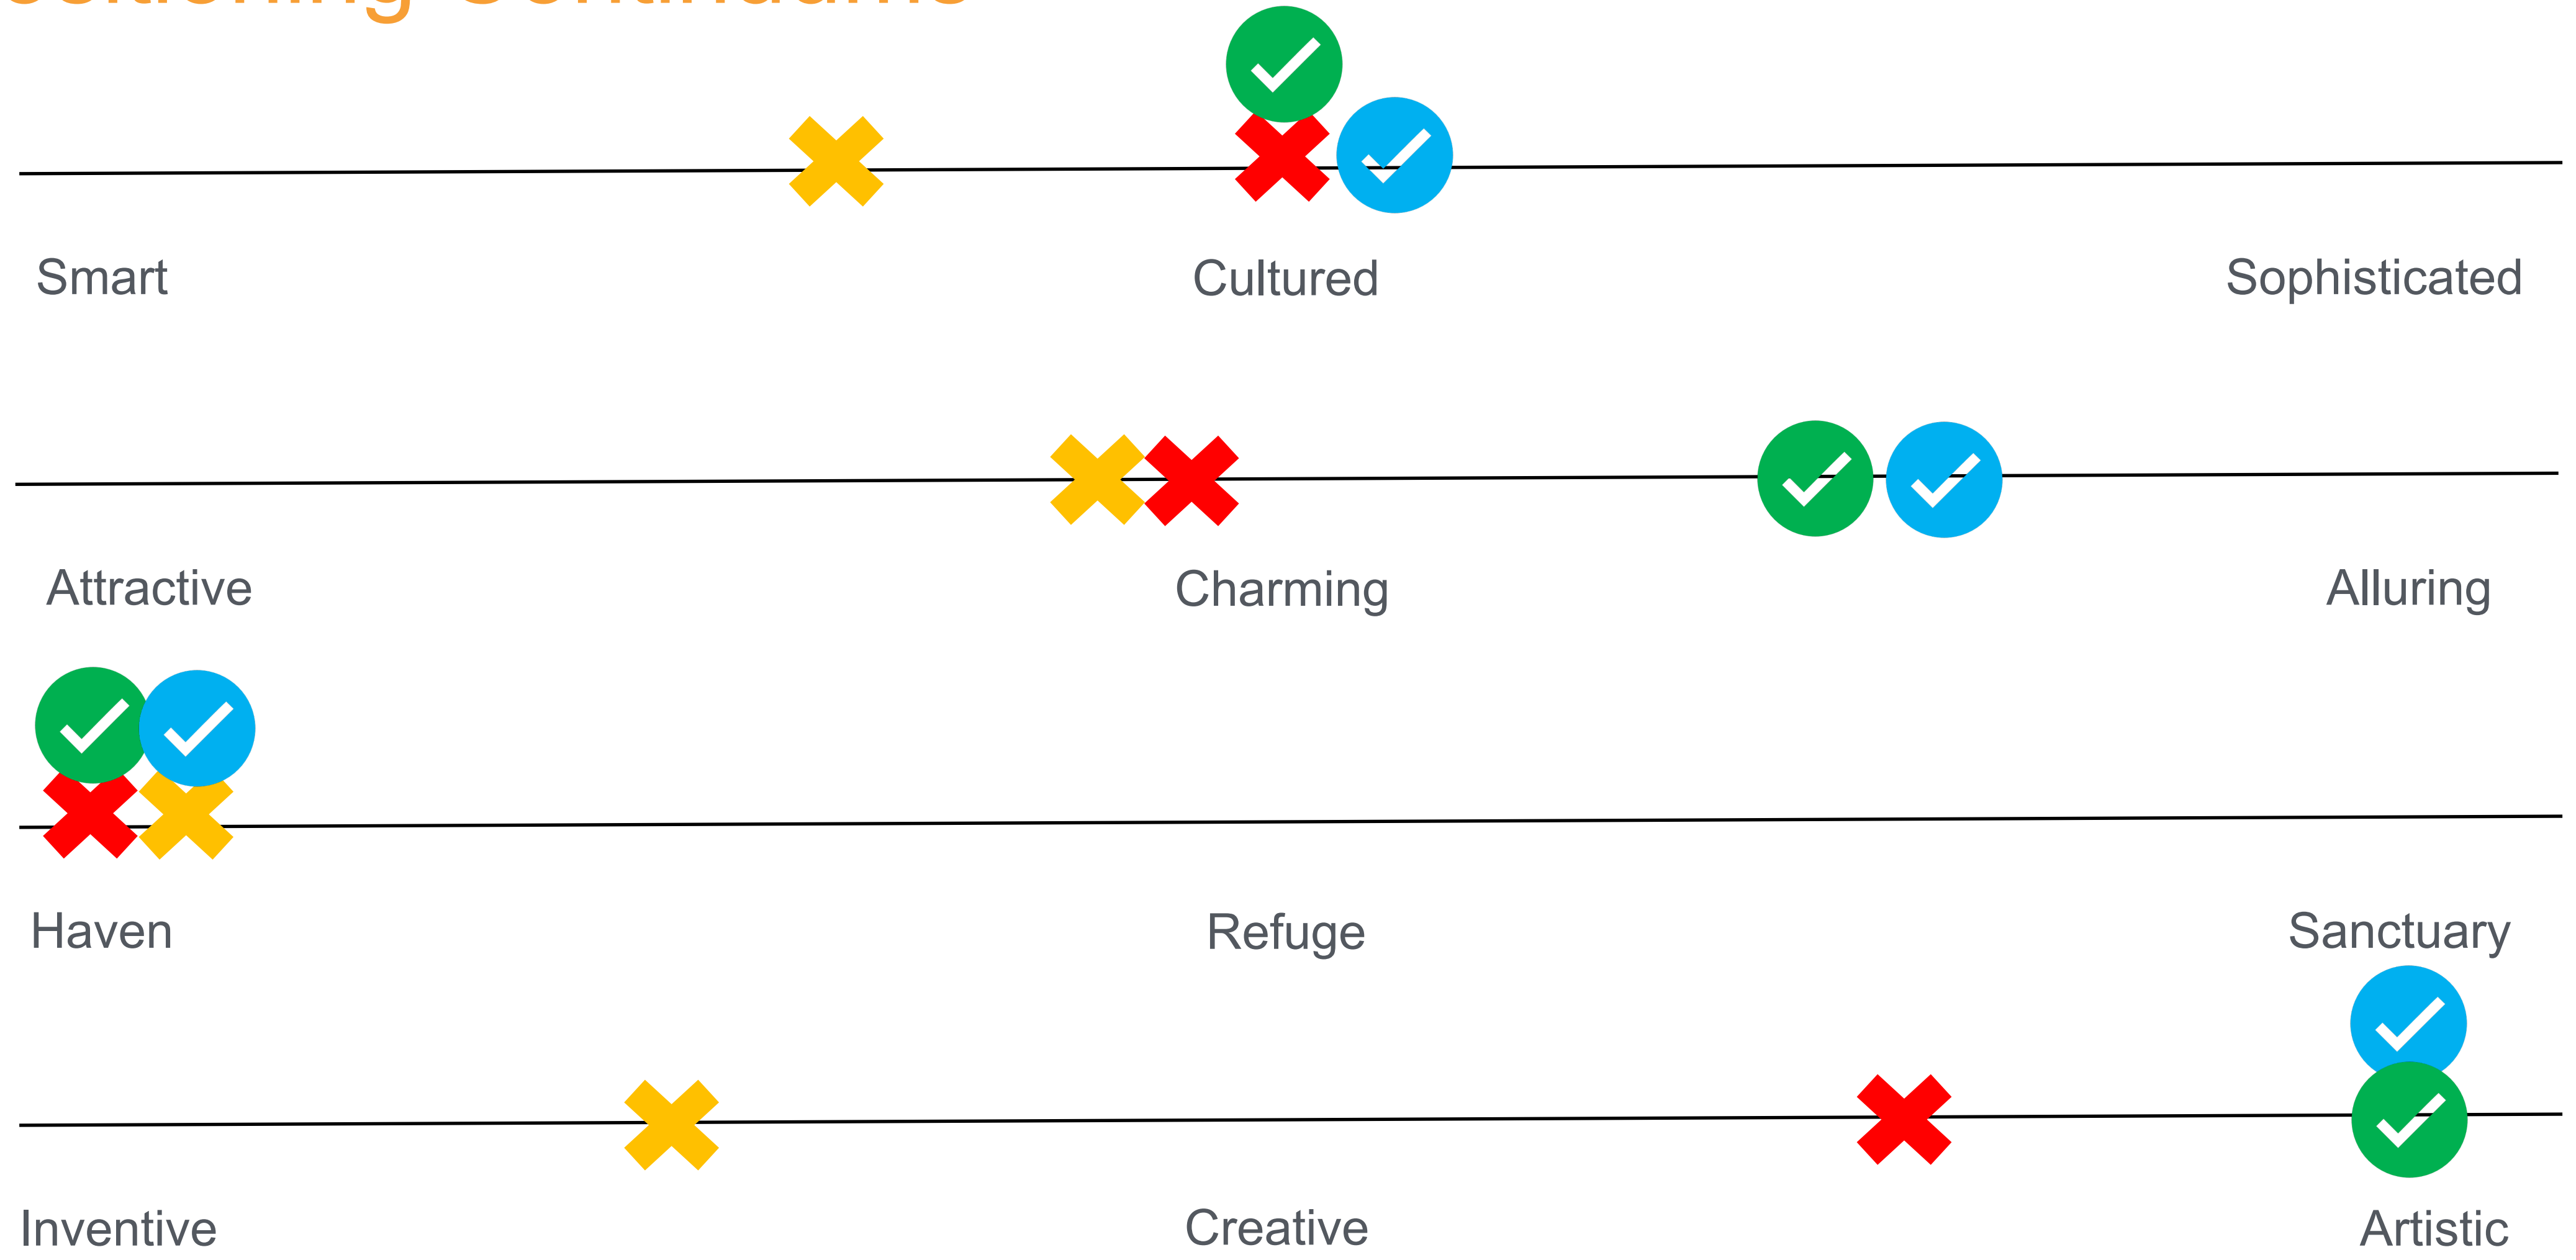 Smart Cultured Sophisticated
Attractive Charming Alluring
Haven Refuge Sanctuary
Inventive Creative Artistic